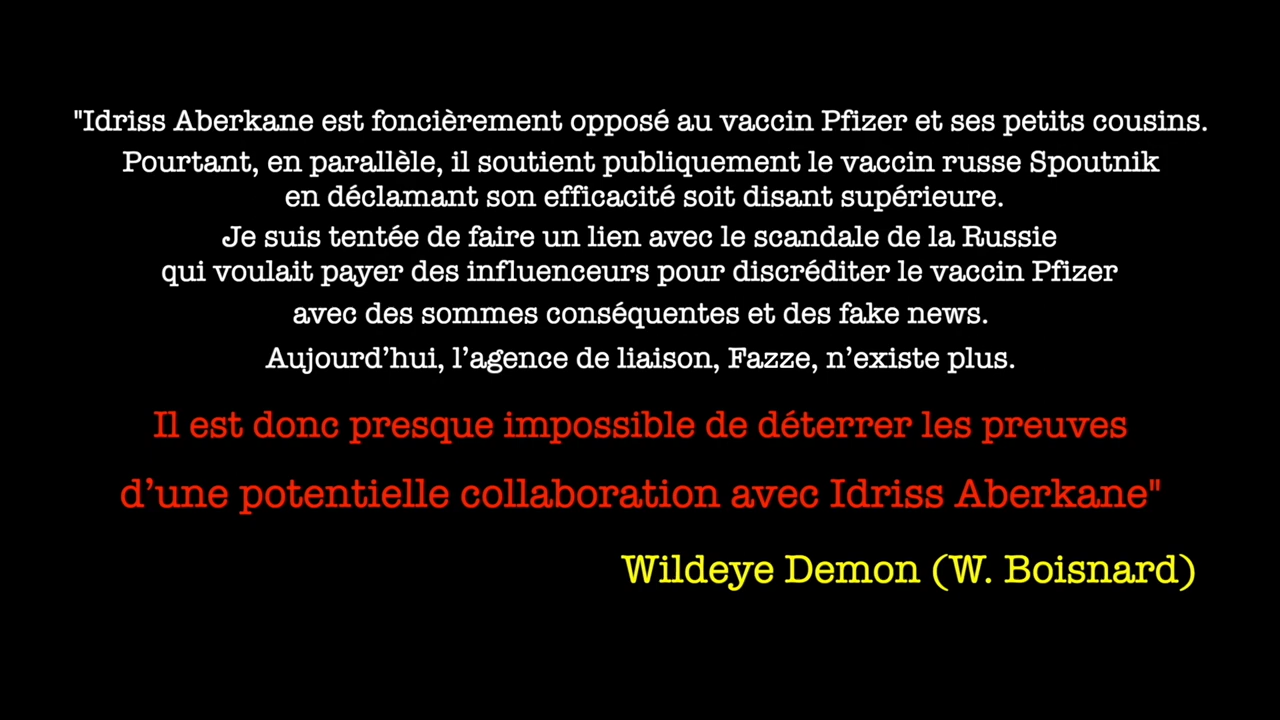 "Idriss Aberkane est foncièrement opposé au vaccin Pfizer et ses petits cousins.
Pourtant, en parallèle, il soutient publiquement le vaccin russe Spoutnik
en déclamant son efficacité soit disant supérieure.
Je suis tentée de faire un lien avec le scandale de la Russie
qui voulait payer des influenceurs pour discréditer le vaccin Pfizer
avec des sommes conséquentes et des fake news.
Aujourd’hui, l’agence de liaison, Fazze, n’existe plus.
Il est donc presque impossible de déterrer les preuves
d’une potentielle collaboration avec Idriss Aberkane"
Wildeye Demon (W. Boisnard)